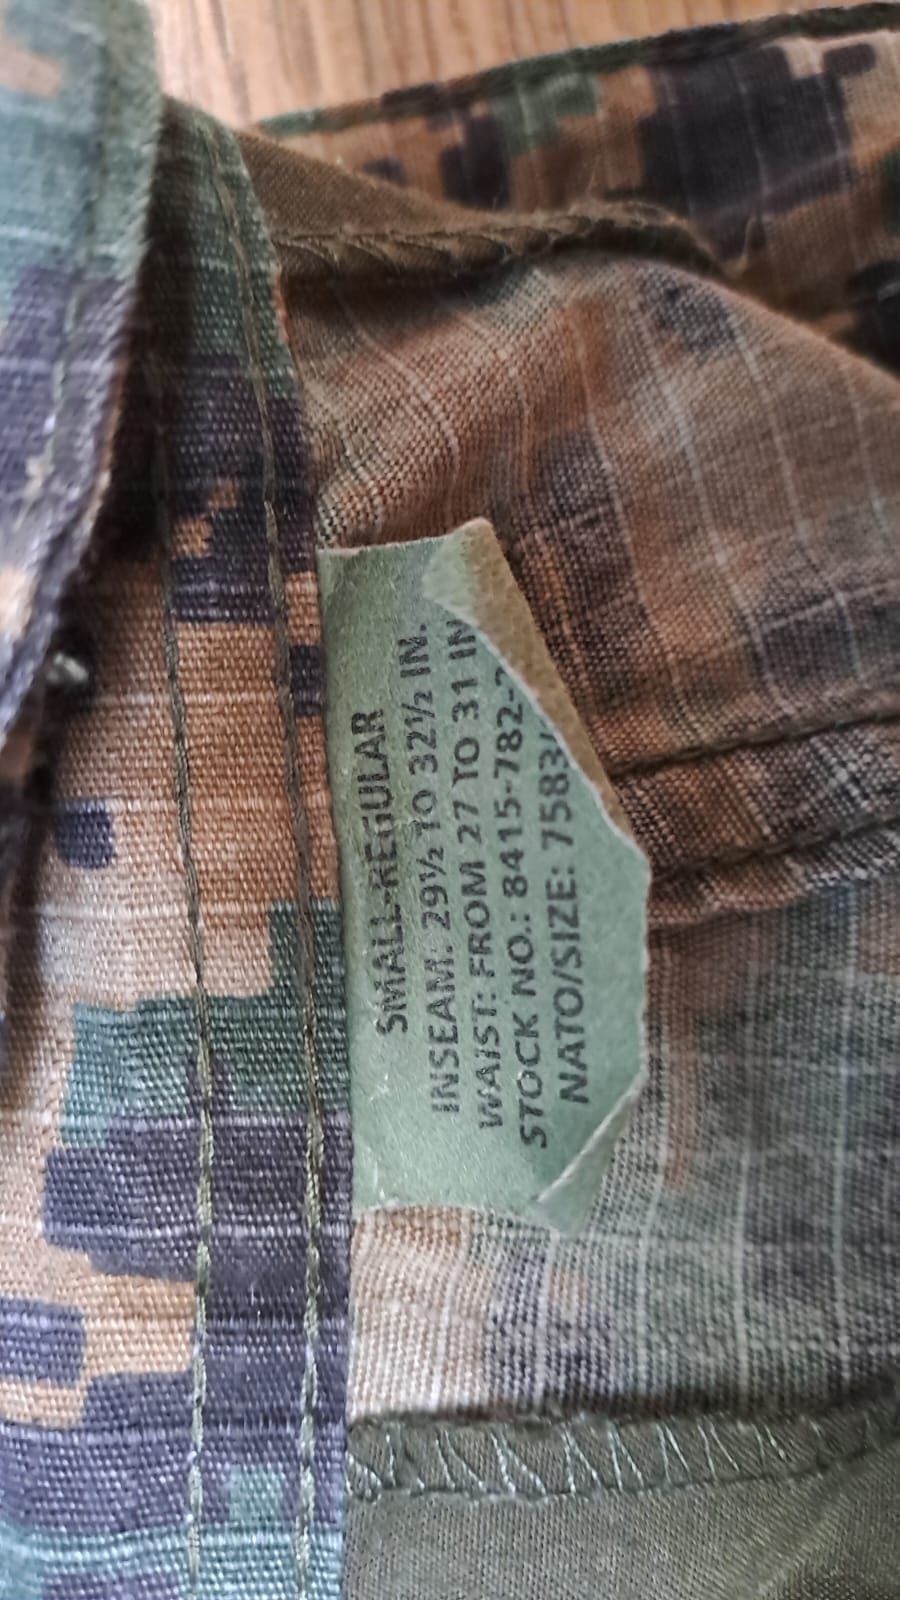 SMALL-REGULAR
INSEAM: 29½ TO 32½ IN.
WAIST: FROM 27 TO 31 IN
STOCK NO.: 8415-782-
NATO/SIZE: 7583/